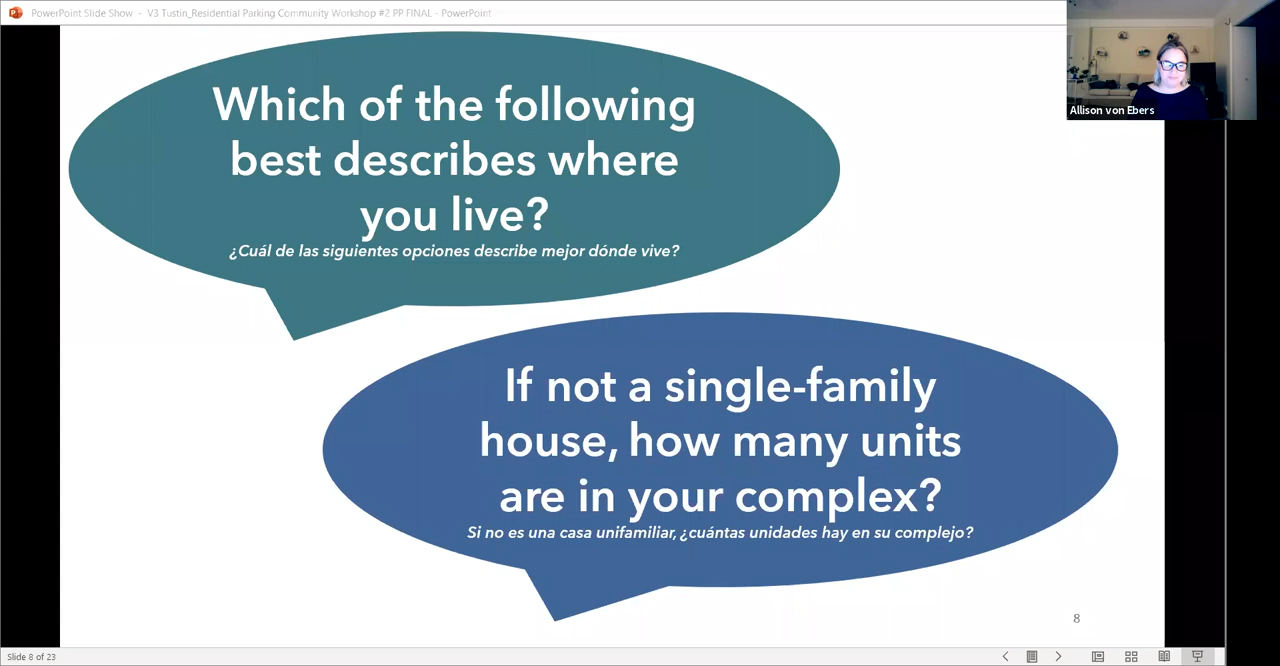 PowerPoint Slide Show - V3 Tustin_Residential Parking Community Workshop #2 PP FINAL - PowerPoint
Allison von Ebers
Which of the following
best describes where
you live?
¿Cuál de las siguientes opciones describe mejor dónde vive?
If not a single-family
house, how many units
are in your complex?
Si no es una casa unifamiliar, ¿cuántas unidades hay en su complejo?
8
Slide 8 of 23